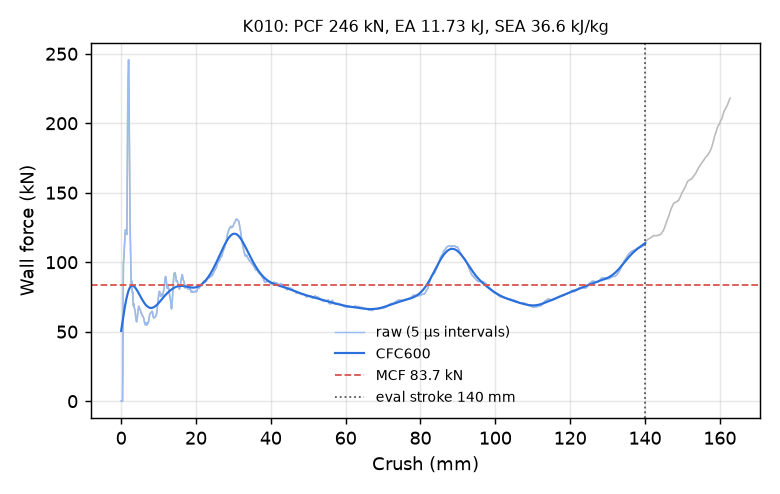 K010: PCF 246 kN, EA 11.73 kJ, SEA 36.6 kJ/kg
Wall force (kN)
250
200
150
100
50
0
raw (5 µs intervals)
CFC600
MCF 83.7 kN
eval stroke 140 mm
0 20 40 60 80 100 120 140 160
Crush (mm)